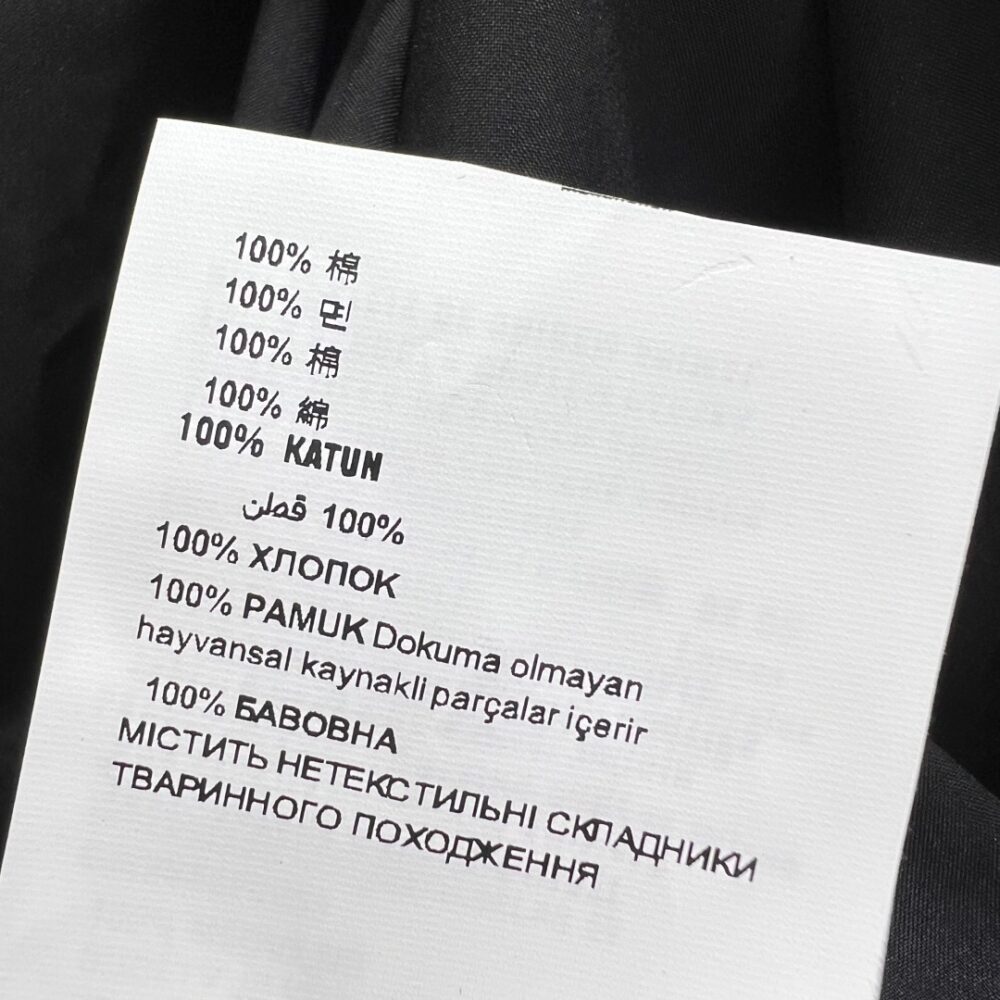 100% 棉
100% 면
100% 棉
100% 綿
100% KATUN
100% قطن
100% ХЛОПОК
100% PAMUK Dokuma olmayan
hayvansal kaynakli parçalar içerir
100% БАВОВНА
МІСТИТЬ НЕТЕКСТИЛЬНІ СКЛАДНИКИ
ТВАРИННОГО ПОХОДЖЕННЯ